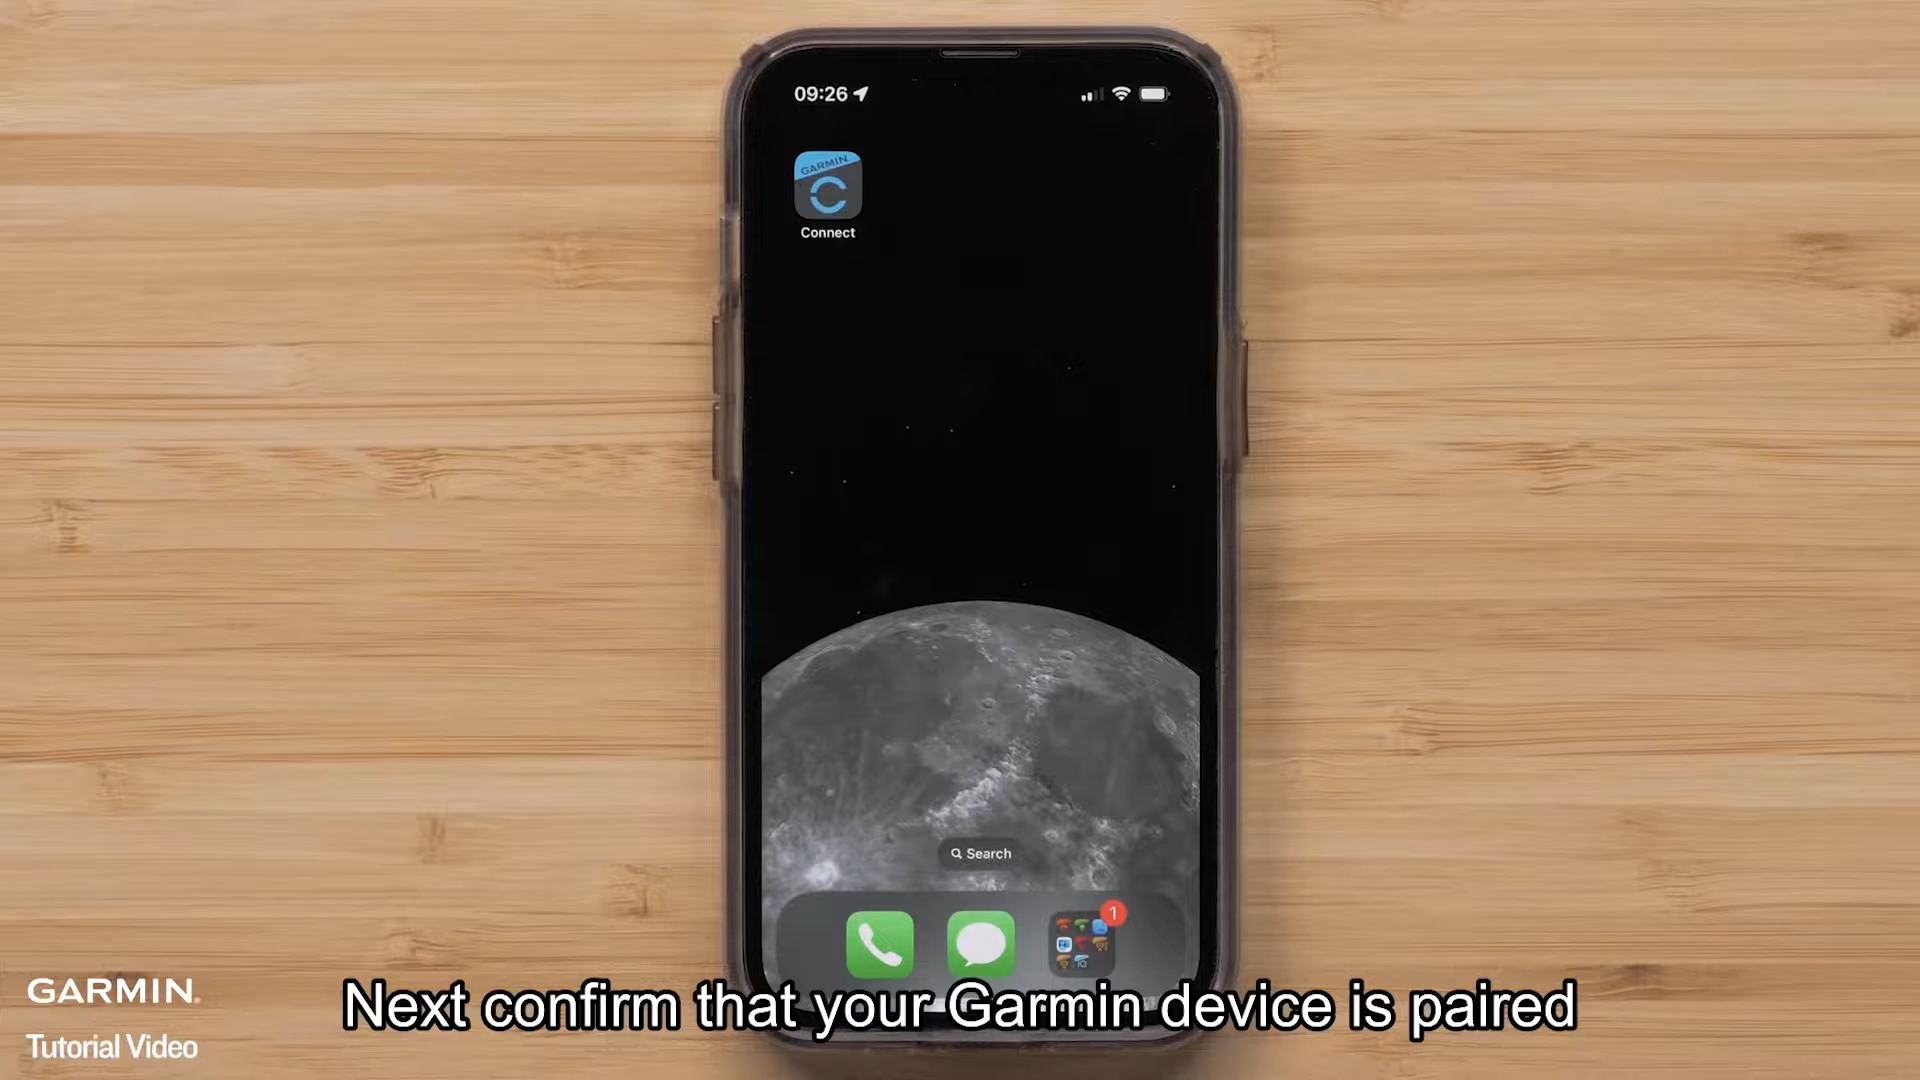 09:26
GARMIN
Connect
Search
1
Next confirm that your Garmin device is paired
GARMIN.
Tutorial Video